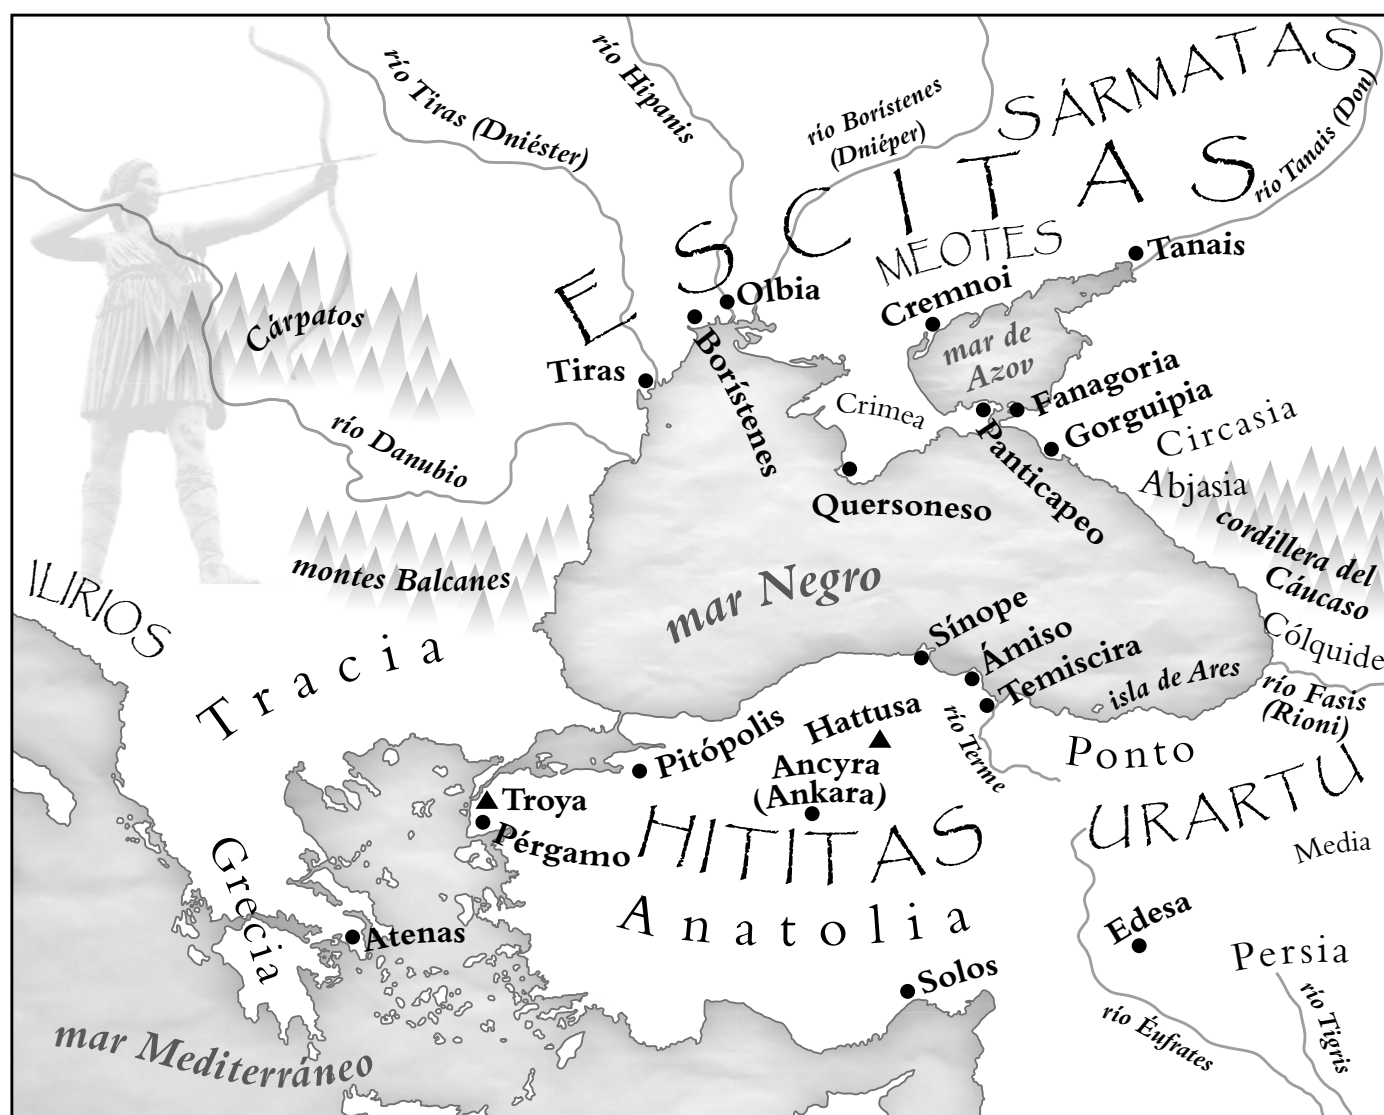 río Tiras (Dniéster)
río Hipanis
río Borístenes
(Dniéper)
SÁRMATAS
río Tanais (Don)
ESCITAS
MEOTES
Tanais
Cremnoi
Olbia
Borístenes
Tiras
Cárpatos
río Danubio
mar de
Azov
Crimea
Fanagoria
Gorguipia
Panticapeo
Quersoneso
Circasia
Abjasia
cordillera del
Cáucaso
Cólquide
río Fasis
(Rioni)
montes Balcanes
ILIRIOS
Tracia
mar Negro
Sínope
Ámiso
Temiscira
isla de Ares
río Terme
Ponto
Hattusa
Pitópolis
Ancyra
(Ankara)
Troya
Pérgamo
HITITAS
Anatolia
URARTU
Media
Grecia
Atenas
Edesa
Persia
Solos
río Éufrates
río Tigris
mar Mediterráneo